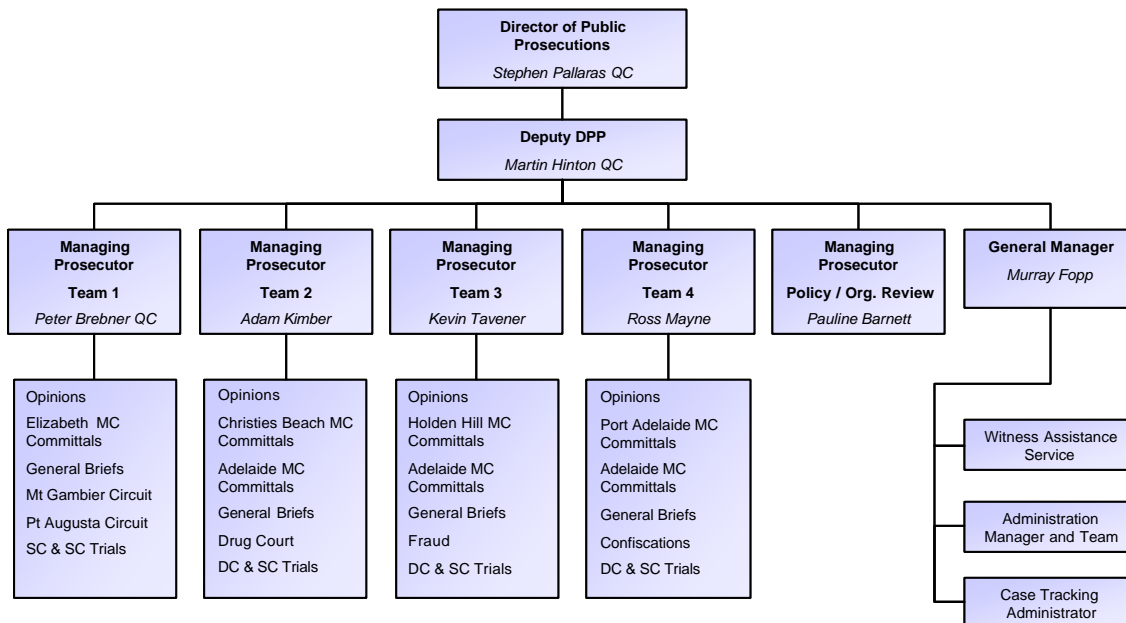 Director of Public
Prosecutions
Stephen Pallaras QC
Deputy DPP
Martin Hinton QC
Managing
Prosecutor
Team 1
Peter Brebner QC
Managing
Prosecutor
Team 2
Adam Kimber
Managing
Prosecutor
Team 3
Kevin Tavener
Managing
Prosecutor
Team 4
Ross Mayne
Managing
Prosecutor
Policy / Org. Review
Pauline Barnett
General Manager
Murray Fopp
Opinions
Elizabeth MC
Committals
General Briefs
Mt Gambier Circuit
Pt Augusta Circuit
SC & SC Trials
Opinions
Christies Beach MC
Committals
Adelaide MC
Committals
General Briefs
Drug Court
DC & SC Trials
Opinions
Holden Hill MC
Committals
Adelaide MC
Committals
General Briefs
Fraud
DC & SC Trials
Opinions
Port Adelaide MC
Committals
Adelaide MC
Committals
General Briefs
Confiscations
DC & SC Trials
Witness Assistance
Service
Administration
Manager and Team
Case Tracking
Administrator